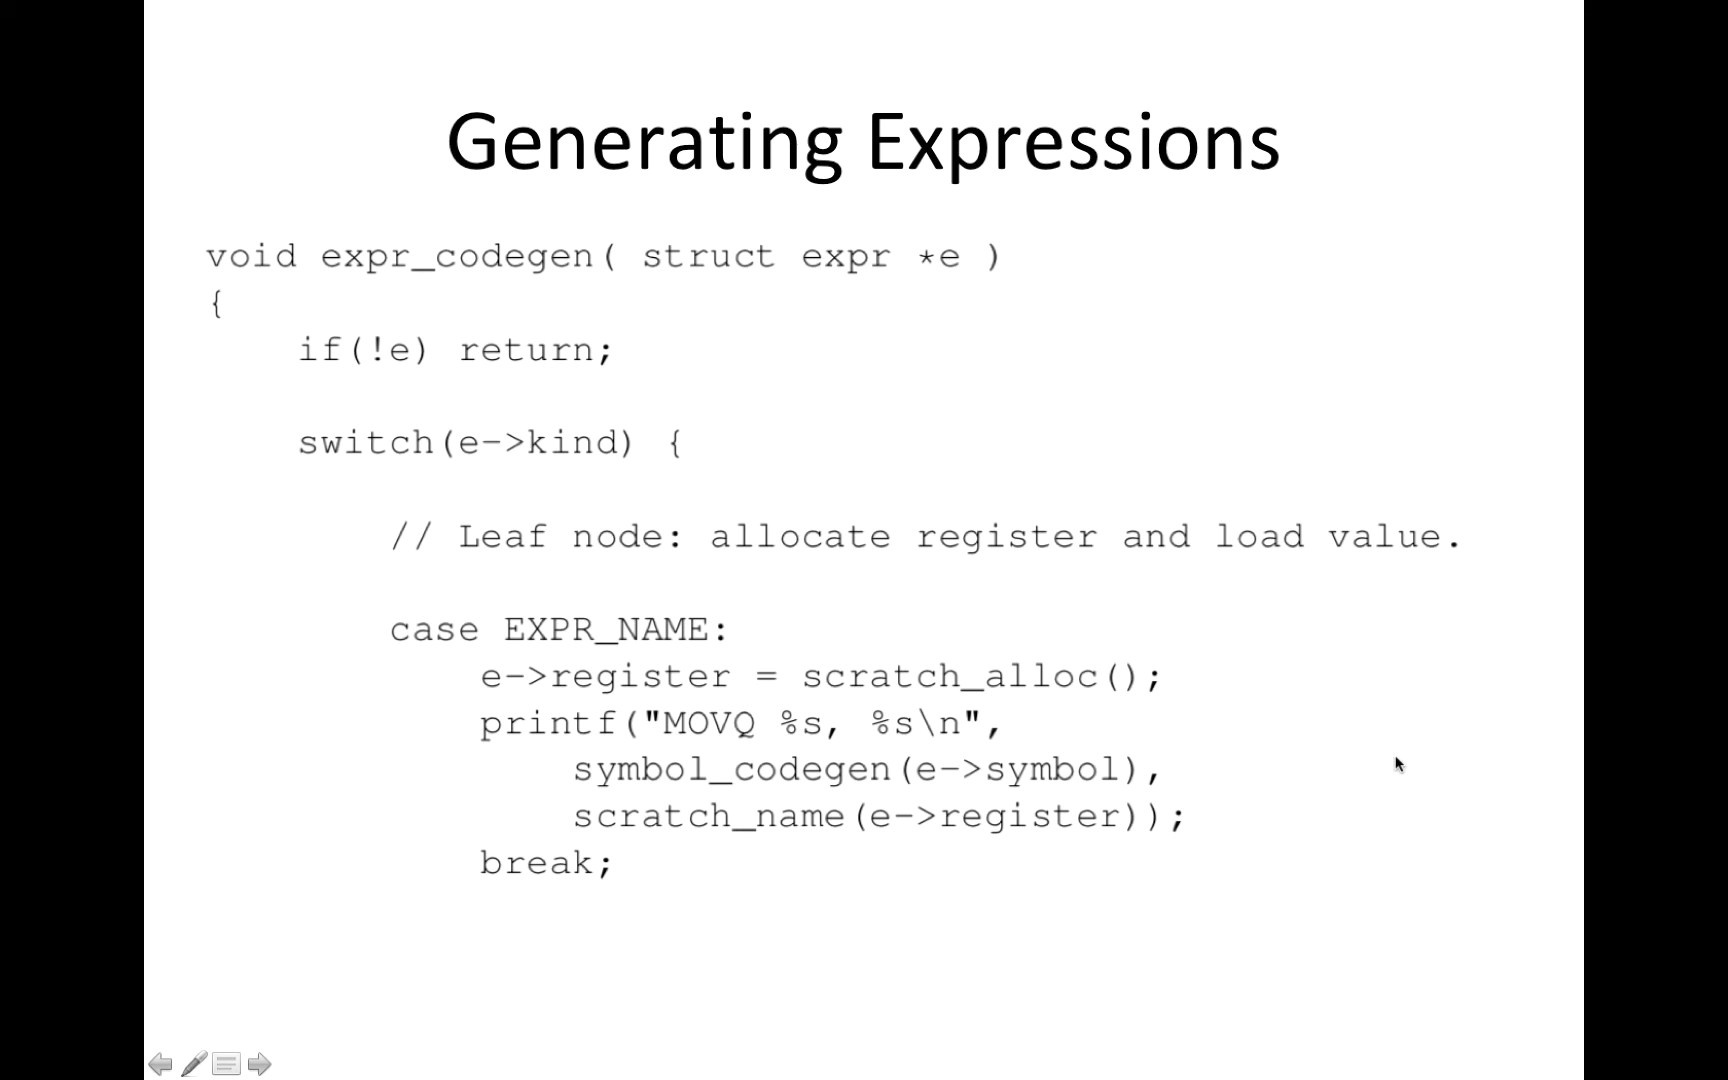 Generating Expressions
void expr_codegen( struct expr *e )
{
if(!e) return;
switch(e->kind) {
// Leaf node: allocate register and load value.
case EXPR_NAME:
e->register = scratch_alloc();
printf("MOVQ %s, %s\n",
symbol_codegen(e->symbol),
scratch_name(e->register));
break;